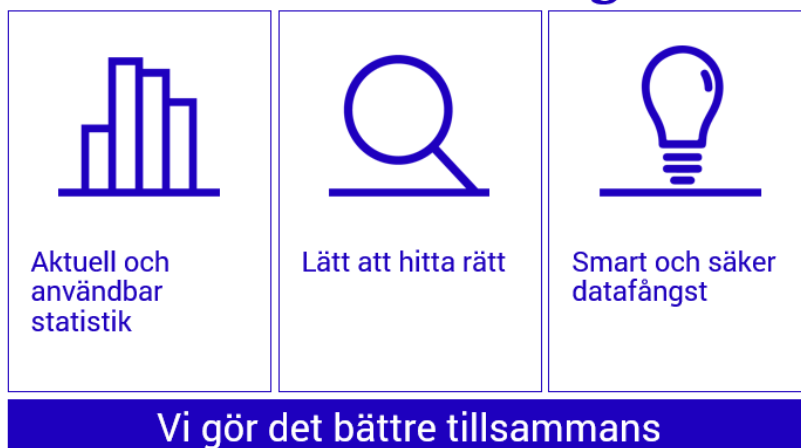 Aktuell och
användbar
statistik
Lätt att hitta rätt
Smart och säker
datafångst
Vi gör det bättre tillsammans